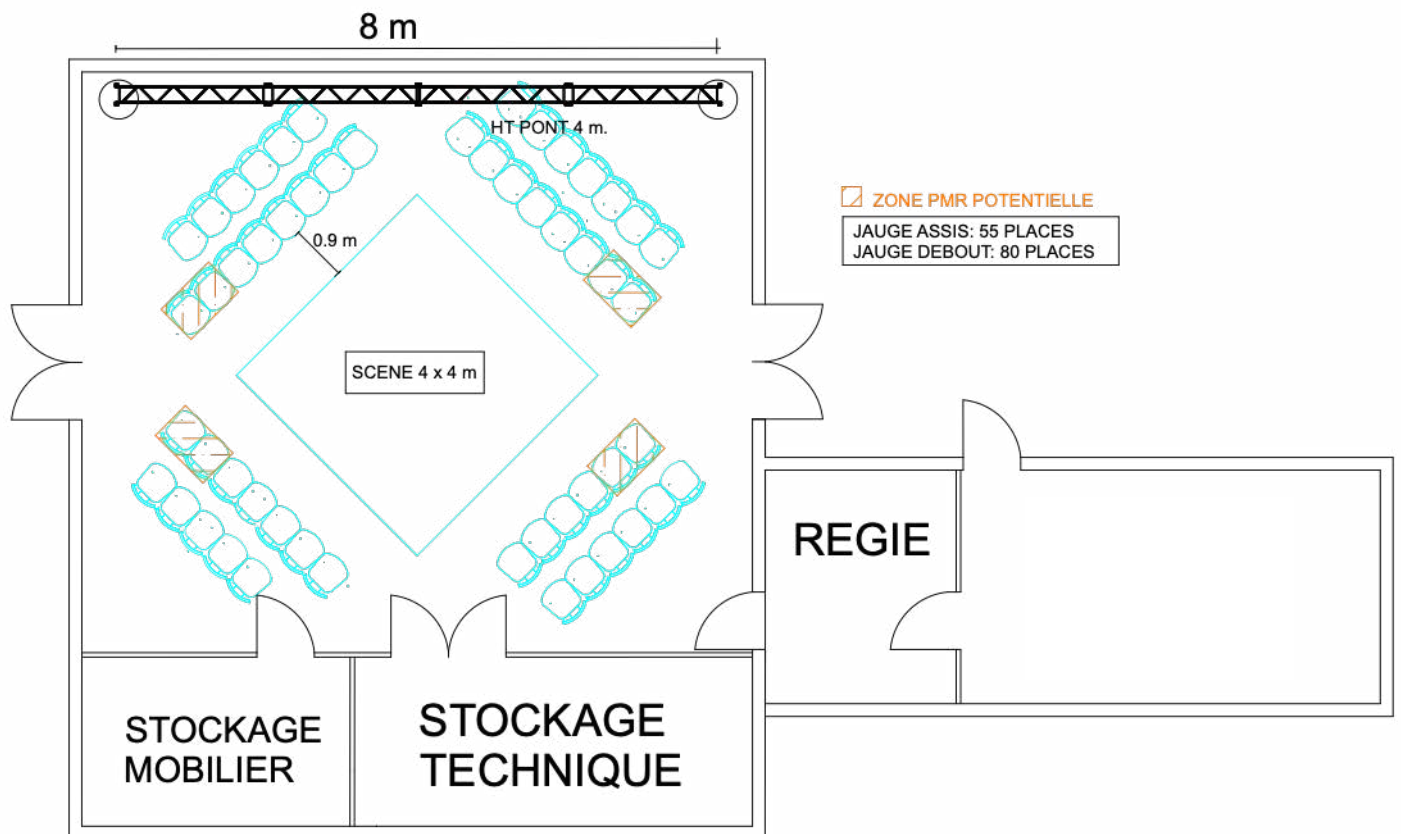 8 m
HT PONT 4 m.
ZONE PMR POTENTIELLE
JAUGE ASSIS: 55 PLACES
JAUGE DEBOUT: 80 PLACES
0.9 m
SCENE 4 x 4 m
REGIE
STOCKAGE
MOBILIER
STOCKAGE
TECHNIQUE